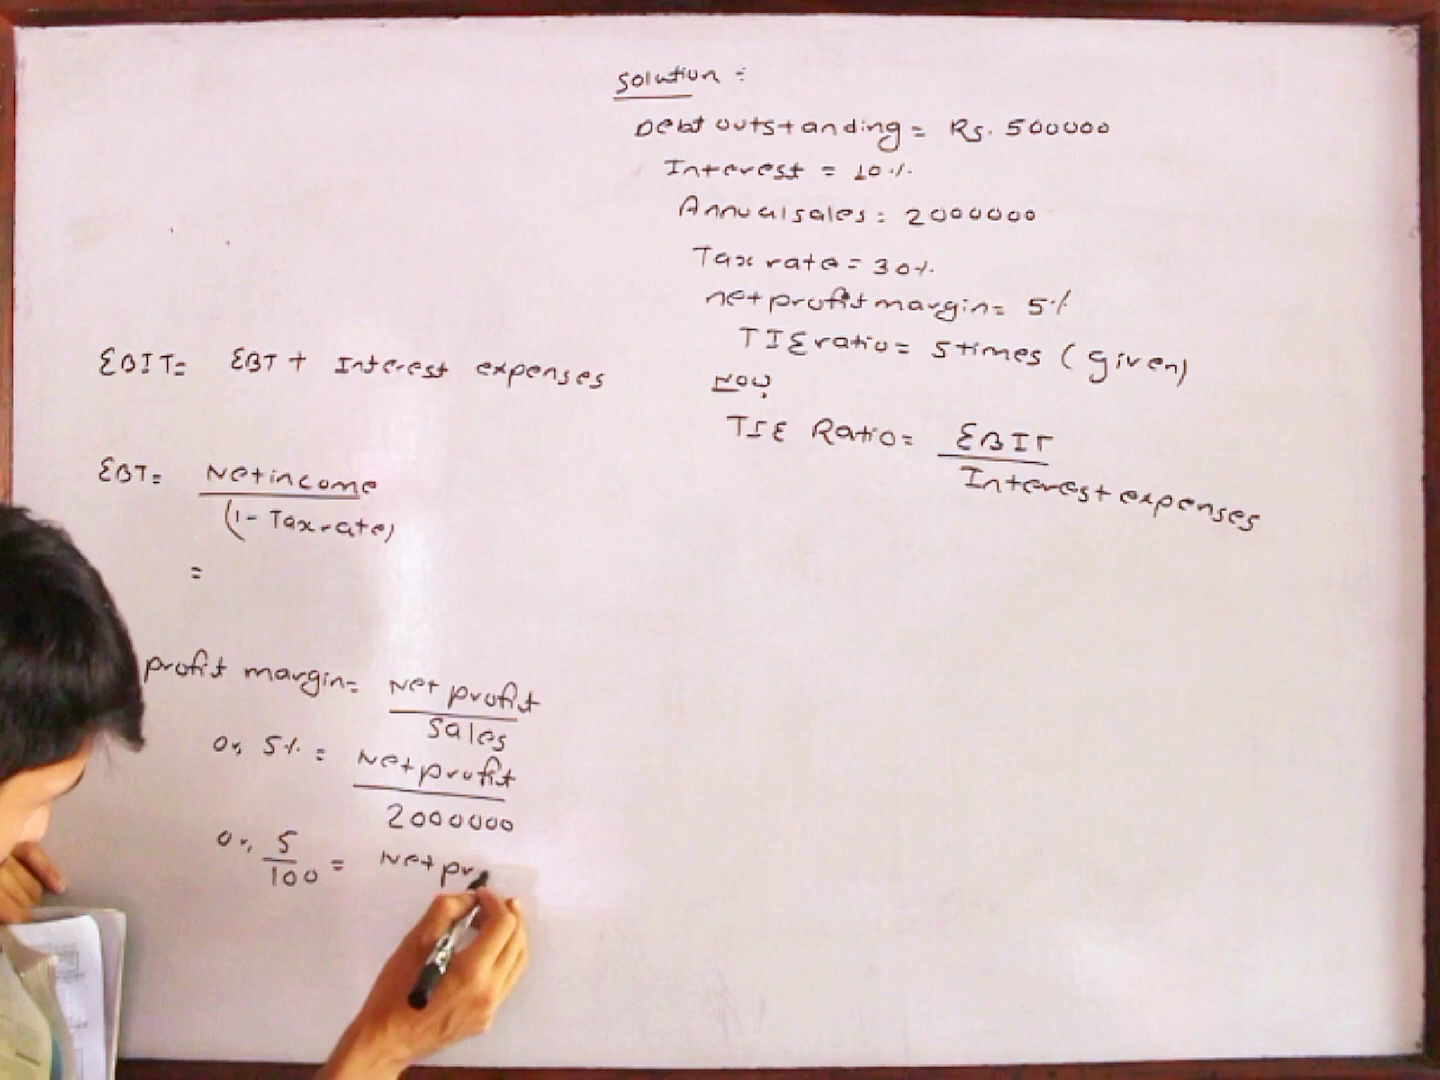 Solution =
Debt outstanding = Rs. 500000
Interest = 10%
Annual sales = 2000000
Tax rate = 30%
net profit margin = 5%
TIE ratio = 5 times (Given)
Now,
TIE Ratio = EBIT
Interest expenses
EBIT = EBT + Interest expenses
EBT = Net income
(1 - Tax rate)
=
profit margin = Net profit
Sales
or, 5% = Net profit
2000000
or, 5
100 = Net pr